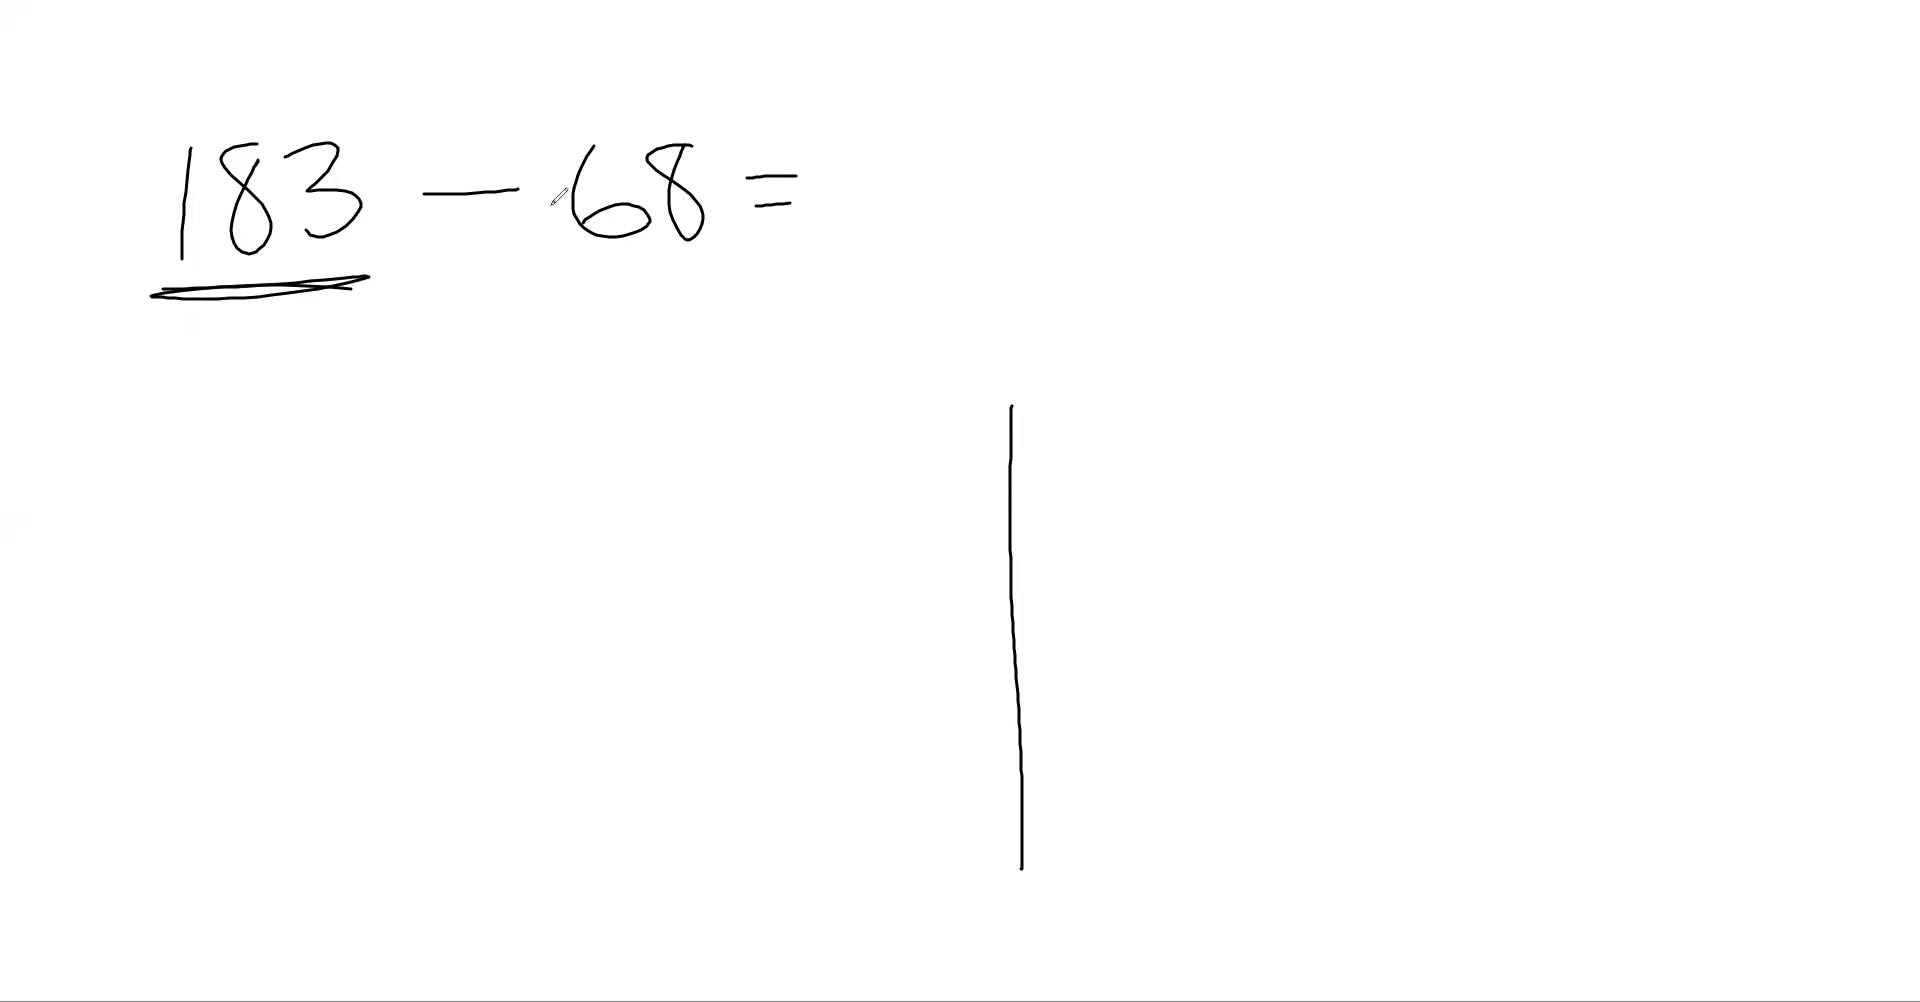 183 — 68 =